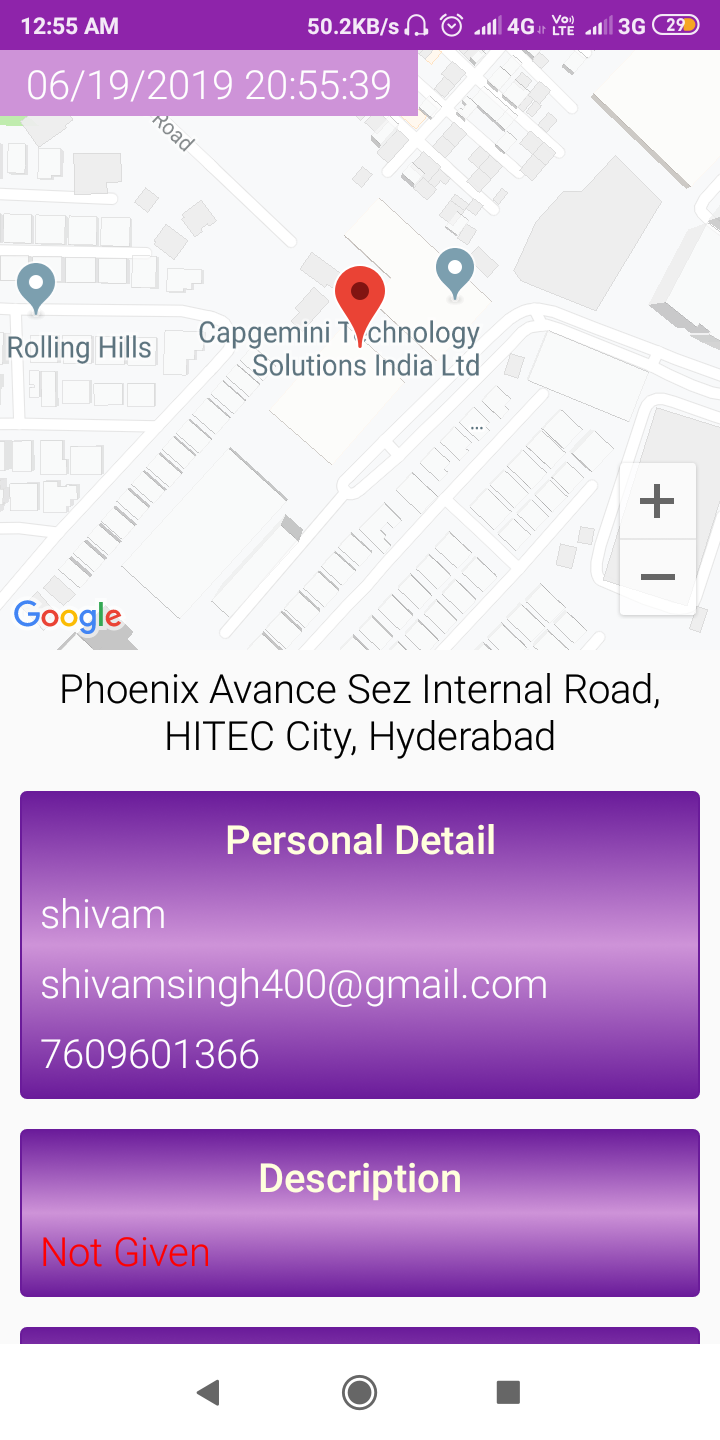 12:55 AM 50.2KB/s 4G Vo) LTE 3G 29
06/19/2019 20:55:39
Road
Rolling Hills
Capgemini Technology
Solutions India Ltd
...
+
−
Google
Phoenix Avance Sez Internal Road,
HITEC City, Hyderabad
Personal Detail
shivam
shivamsingh400@gmail.com
7609601366
Description
Not Given